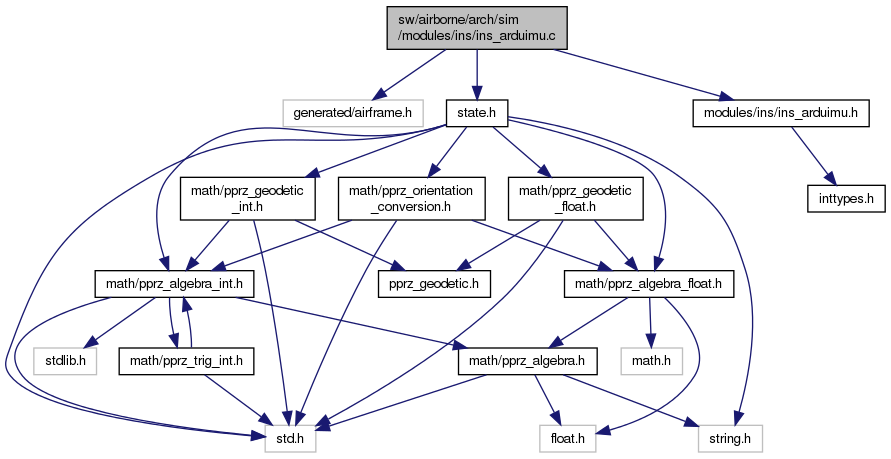 sw/airborne/arch/sim
/modules/ins/ins_arduimu.c
generated/airframe.h
state.h
modules/ins/ins_arduimu.h
math/pprz_geodetic
_int.h
math/pprz_orientation
_conversion.h
math/pprz_geodetic
_float.h
inttypes.h
math/pprz_algebra_int.h
pprz_geodetic.h
math/pprz_algebra_float.h
stdlib.h
math/pprz_trig_int.h
math/pprz_algebra.h
math.h
std.h
float.h
string.h